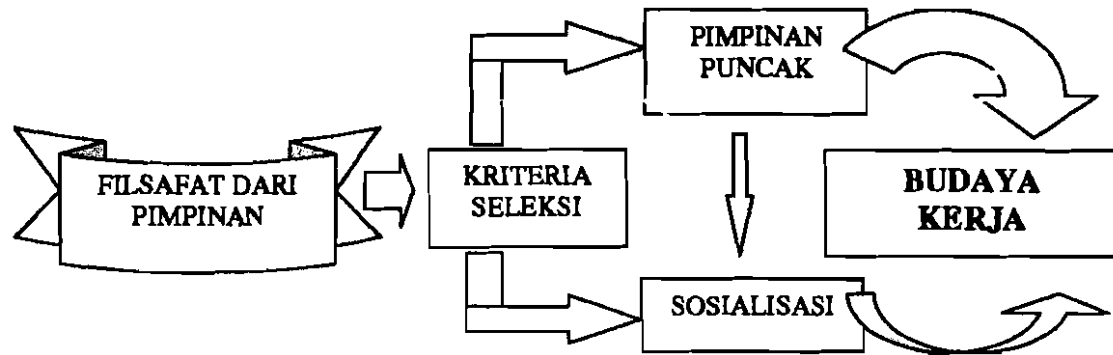 FILSAFAT DARI
PIMPINAN
KRITERIA
SELEKSI
PIMPINAN
PUNCAK
SOSIALISASI
BUDAYA
KERJA